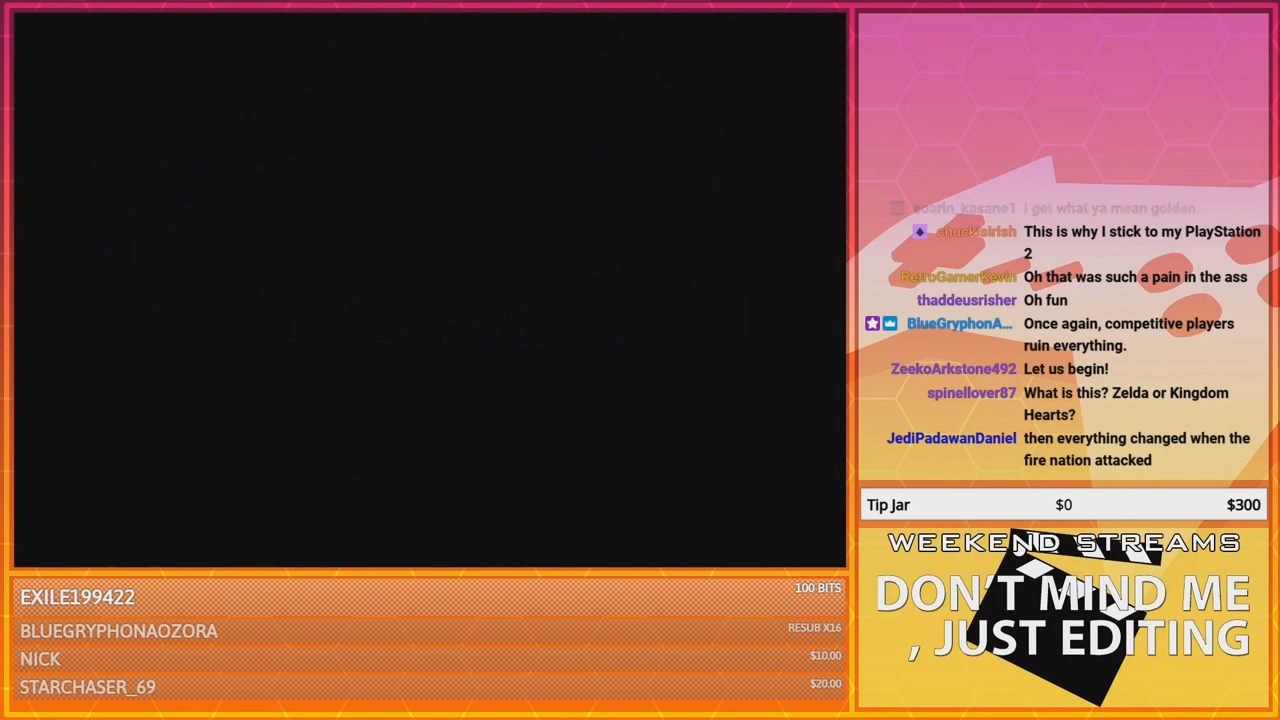 soarin_kasane1 I get what ya mean goldan
chucksirish This is why I stick to my PlayStation
2
RetroGamerKevin Oh that was such a pain in the ass
thaddeusrisher Oh fun
BlueGryphonA... Once again, competitive players
ruin everything.
ZeekoArkstone492 Let us begin!
spinellover87 What is this? Zelda or Kingdom
Hearts?
JediPadawanDaniel then everything changed when the
fire nation attacked
Tip Jar $0 $300
WEEKEND STREAMS
DON'T MIND ME
, JUST EDITING
EXILE199422 100 BITS
BLUEGRYPHONAOZORA RESUB X16
NICK $10.00
STARCHASER_69 $20.00